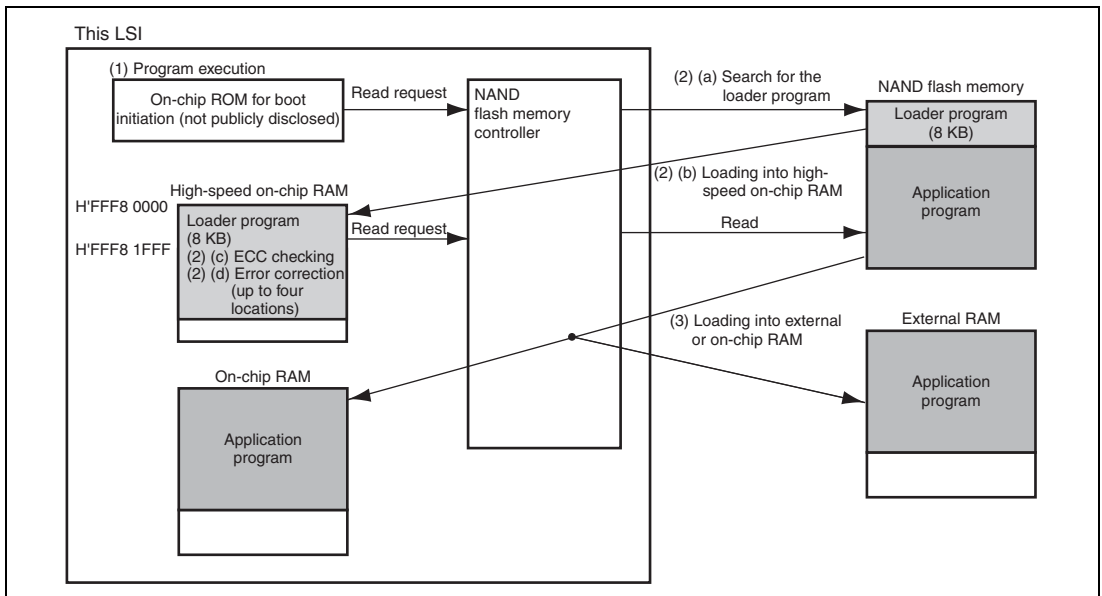 This LSI
(1) Program execution
On-chip ROM for boot
initiation (not publicly disclosed)
Read request
NAND
flash memory
controller
(2) (a) Search for the
loader program
NAND flash memory
Loader program
(8 KB)
Application
program
(2) (b) Loading into high-
speed on-chip RAM
High-speed on-chip RAM
H'FFF8 0000
H'FFF8 1FFF
Loader program
(8 KB)
(2) (c) ECC checking
(2) (d) Error correction
(up to four
locations)
Read request
Read
(3) Loading into external
or on-chip RAM
External RAM
Application
program
On-chip RAM
Application
program